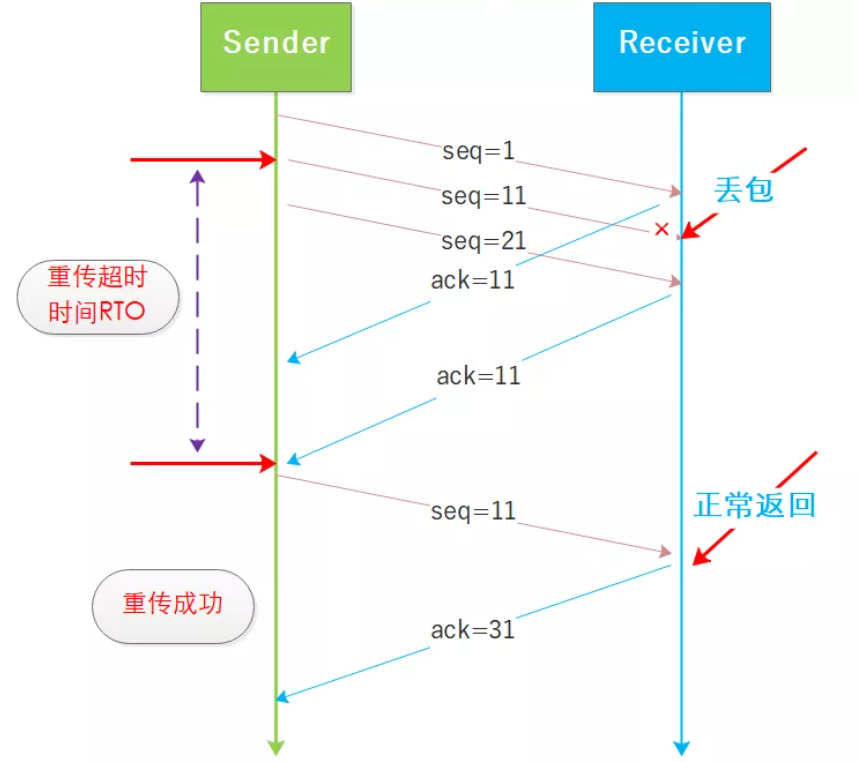 Sender
Receiver
seq=1
seq=11
丢包
×
seq=21
ack=11
重传超时
时间RTO
ack=11
seq=11
正常返回
重传成功
ack=31